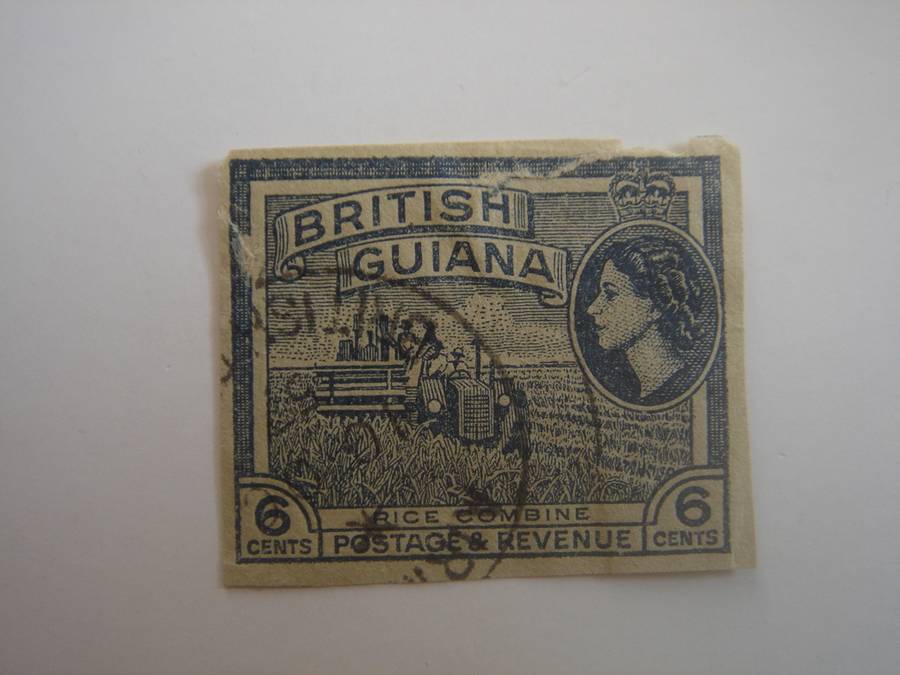 BRITISH
GUIANA
6 CENTS
RICE COMBINE
POSTAGE & REVENUE
6 CENTS